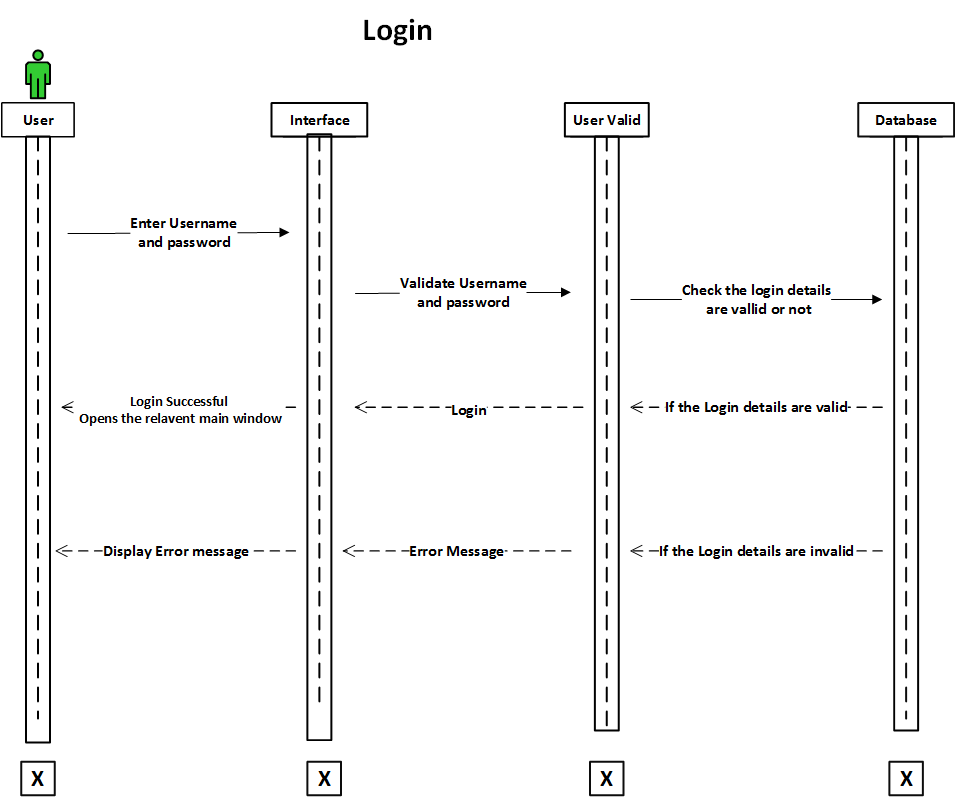 Login
User
Interface
User Valid
Database
Enter Username
and password
Validate Username
and password
Check the login details
are vallid or not
Login Successful
Opens the relavent main window
Login
If the Login details are valid
Display Error message
Error Message
If the Login details are invalid
X
X
X
X